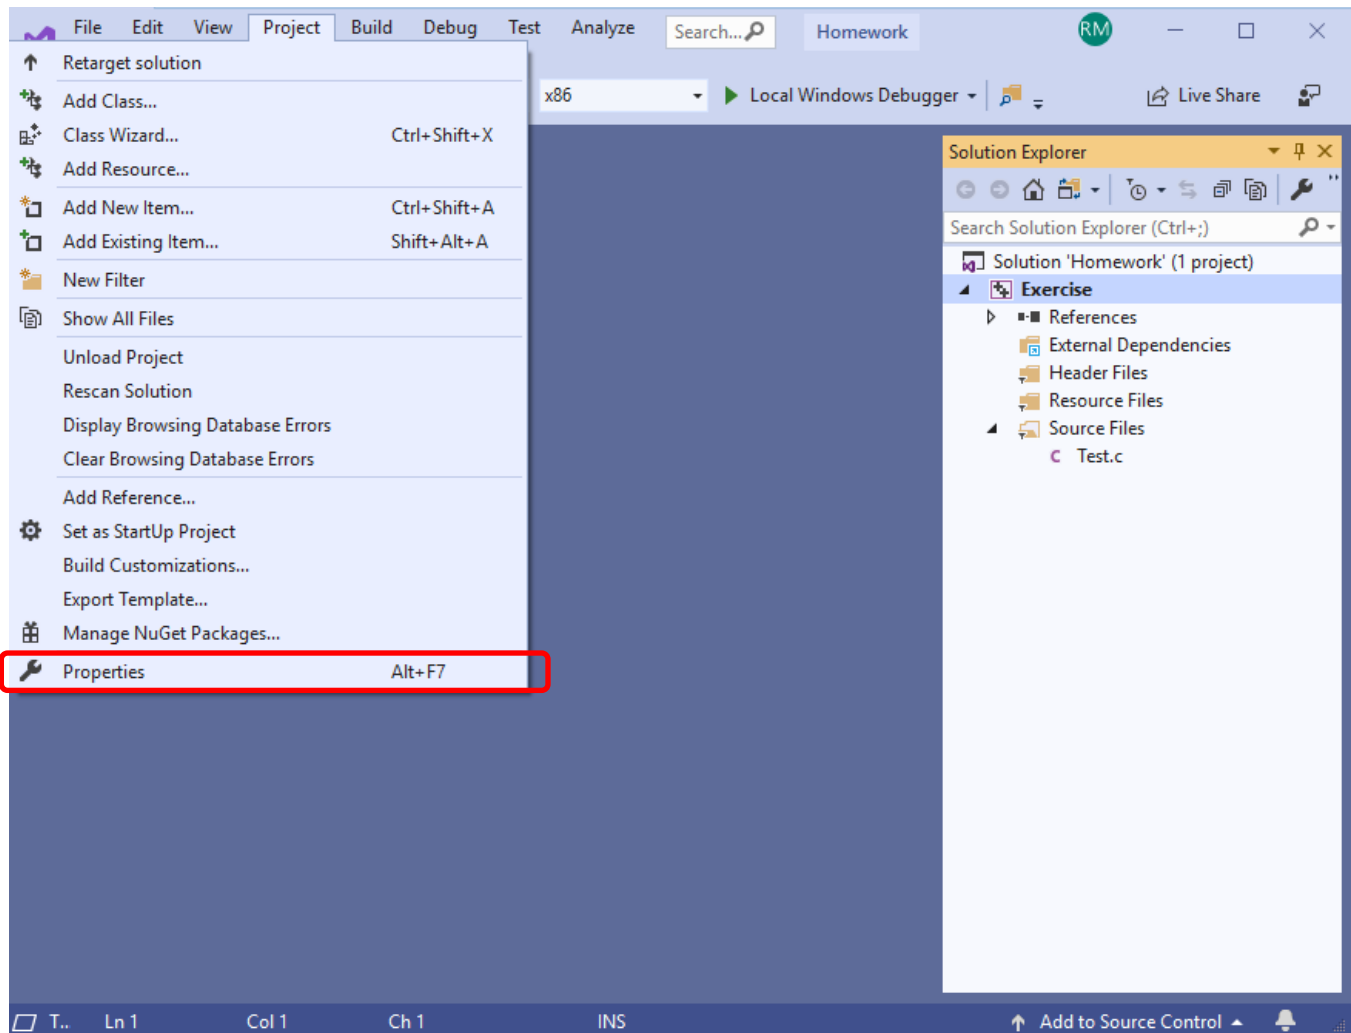 File Edit View Project Build Debug Test Analyze Search... Homework RM
Retarget solution
x86 Local Windows Debugger Live Share
Add Class...
Class Wizard... Ctrl+Shift+X
Add Resource...
Add New Item... Ctrl+Shift+A
Add Existing Item... Shift+Alt+A
New Filter
Show All Files
Unload Project
Rescan Solution
Display Browsing Database Errors
Clear Browsing Database Errors
Add Reference...
Set as StartUp Project
Build Customizations...
Export Template...
Manage NuGet Packages...
Properties Alt+F7
Solution Explorer
Search Solution Explorer (Ctrl+;)
Solution 'Homework' (1 project)
Exercise
References
External Dependencies
Header Files
Resource Files
Source Files
C Test.c
T.. Ln 1 Col 1 Ch 1 INS Add to Source Control